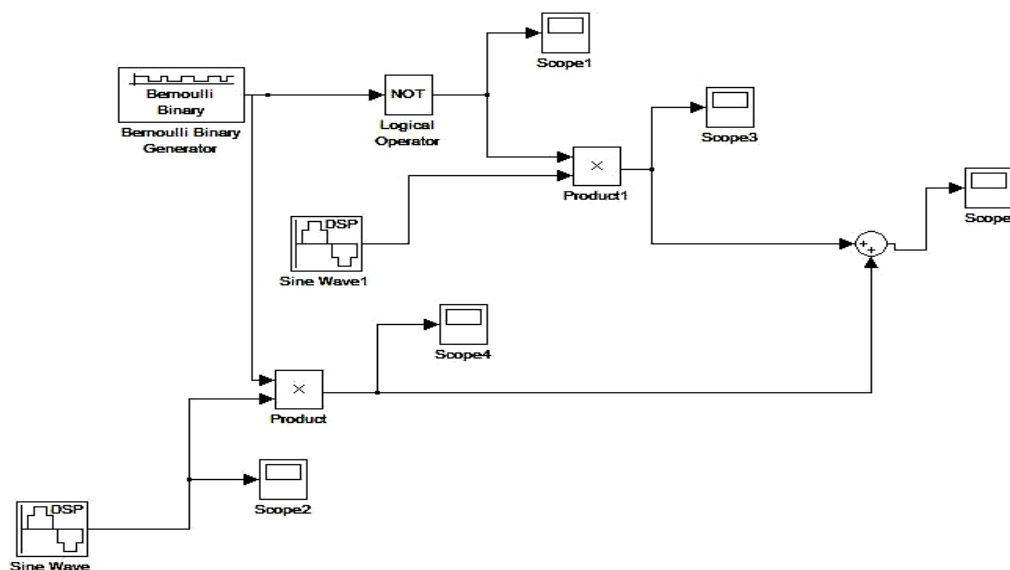 Scope1
Bernoulli
Binary
Bernoulli Binary
Generator
NOT
Logical
Operator
Scope3
×
Product1
Scope
DSP
Sine Wave1
+
+
Scope4
×
Product
Scope2
DSP
Sine Wave